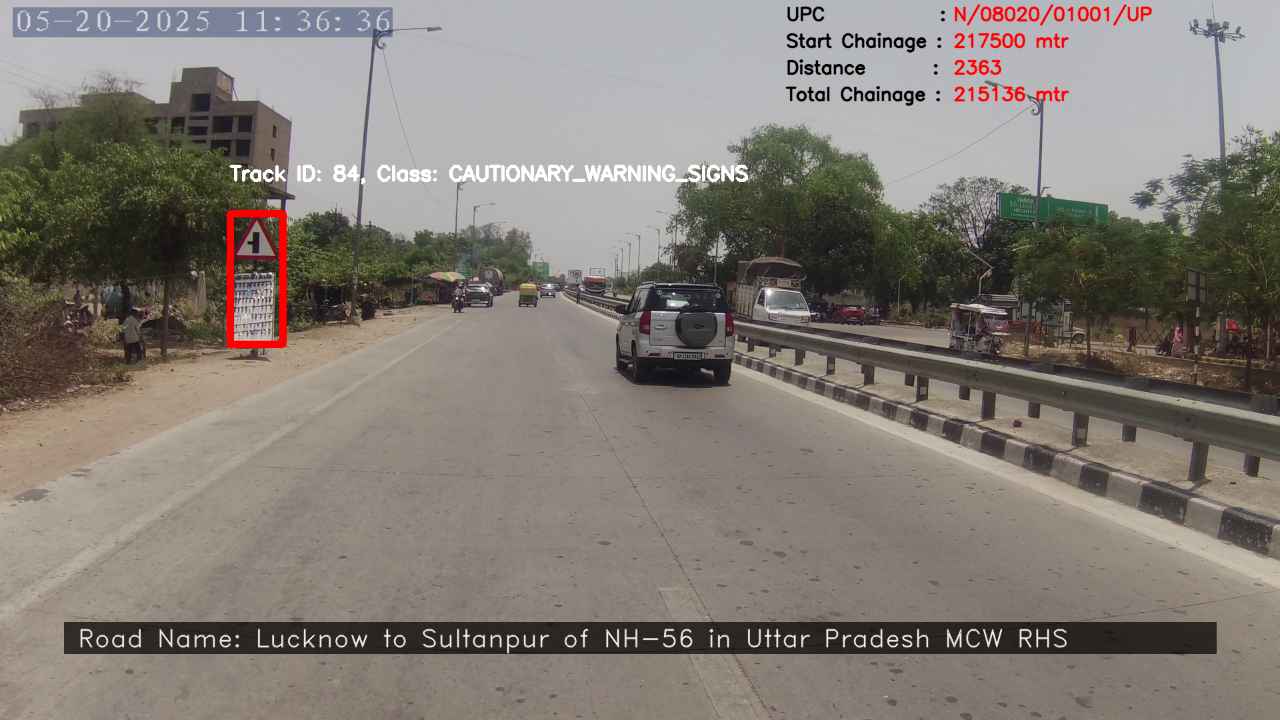 05-20-2025 11:36:36
UPC : N/08020/01001/UP
Start Chainage : 217500 mtr
Distance : 2363
Total Chainage : 215136 mtr
Track ID: 84, Class: CAUTIONARY_WARNING_SIGNS
Road Name: Lucknow to Sultanpur of NH-56 in Uttar Pradesh MCW RHS